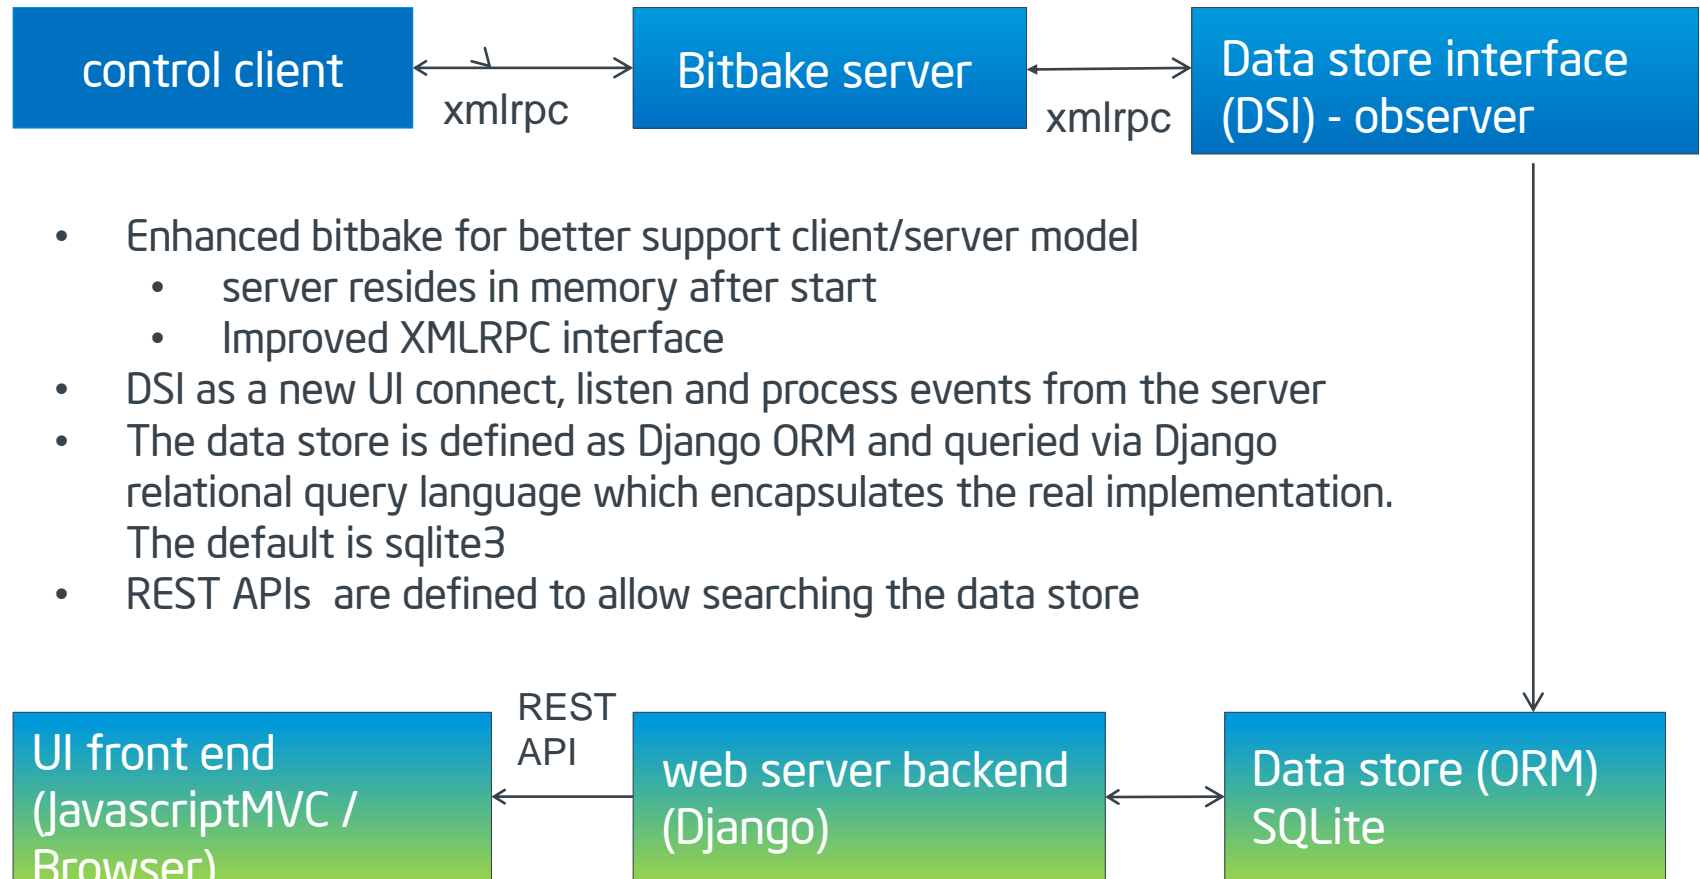 control client
xmlrpc
Bitbake server
xmlrpc
Data store interface
(DSI) - observer
• Enhanced bitbake for better support client/server model
• server resides in memory after start
• Improved XMLRPC interface
• DSI as a new UI connect, listen and process events from the server
• The data store is defined as Django ORM and queried via Django
relational query language which encapsulates the real implementation.
The default is sqlite3
• REST APIs  are defined to allow searching the data store
UI front end
(JavascriptMVC /
Browser)
REST
API
web server backend
(Django)
Data store (ORM)
SQLite